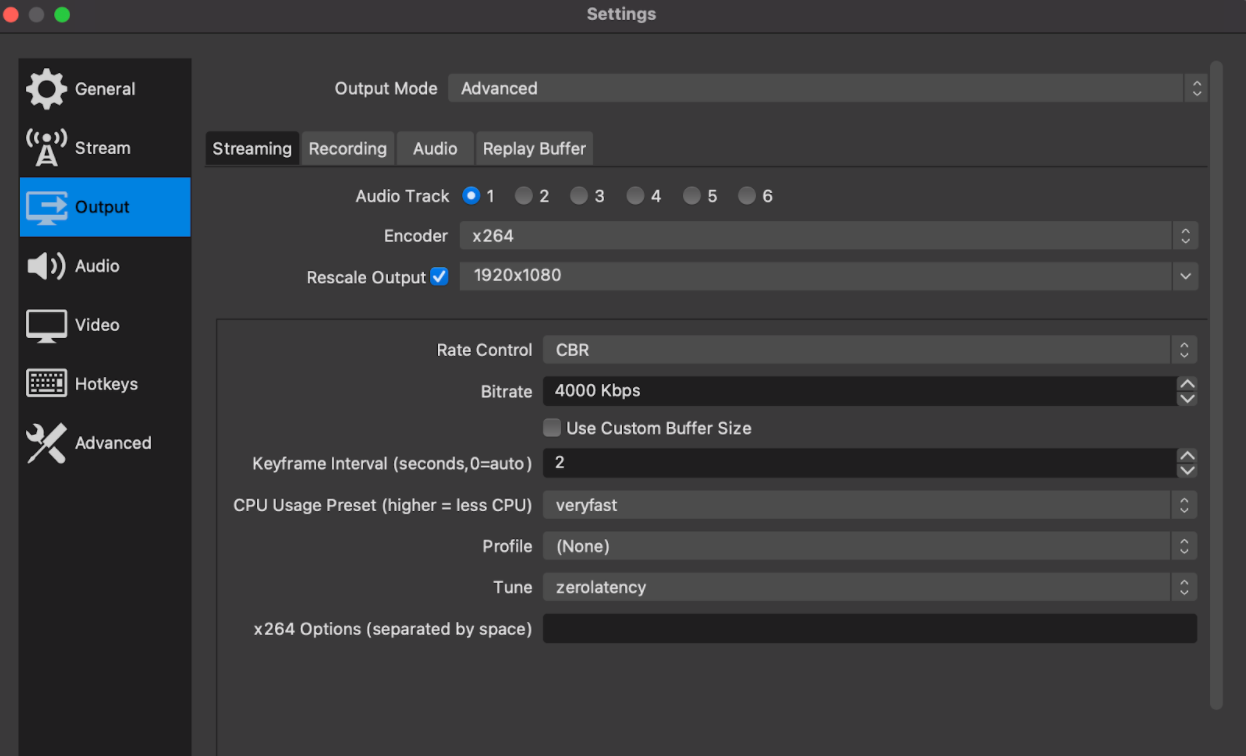 Settings
General
Stream
Output
Audio
Video
Hotkeys
Advanced
Output Mode Advanced
Streaming Recording Audio Replay Buffer
Audio Track 1 2 3 4 5 6
Encoder x264
Rescale Output 1920x1080
Rate Control CBR
Bitrate 4000 Kbps
Use Custom Buffer Size
Keyframe Interval (seconds,0=auto) 2
CPU Usage Preset (higher = less CPU) veryfast
Profile (None)
Tune zerolatency
x264 Options (separated by space)